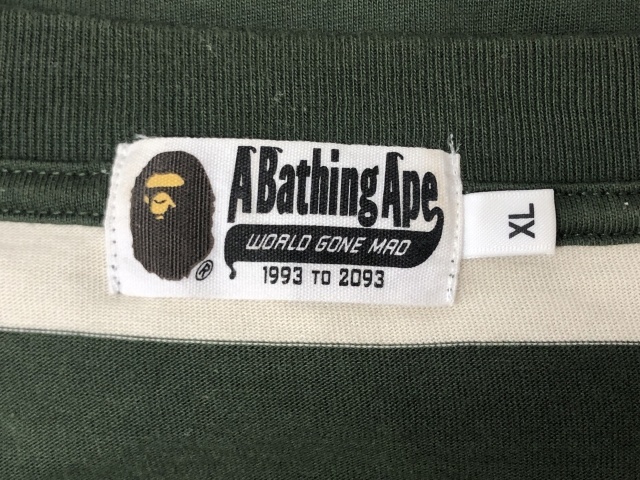 A Bathing Ape
WORLD GONE MAD
1993 TO 2093
®
XL